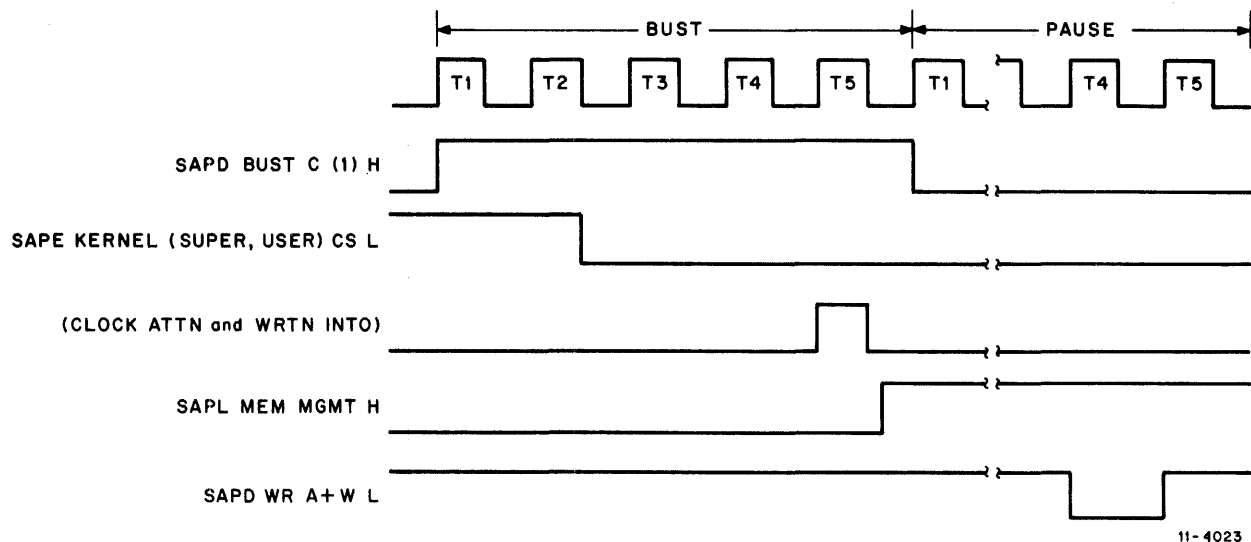 BUST PAUSE
T1 T2 T3 T4 T5 T1 T4 T5
SAPD BUST C (1) H
SAPE KERNEL (SUPER, USER) CS L
(CLOCK ATTN and WRTN INTO)
SAPL MEM MGMT H
SAPD WR A+W L
11-4023